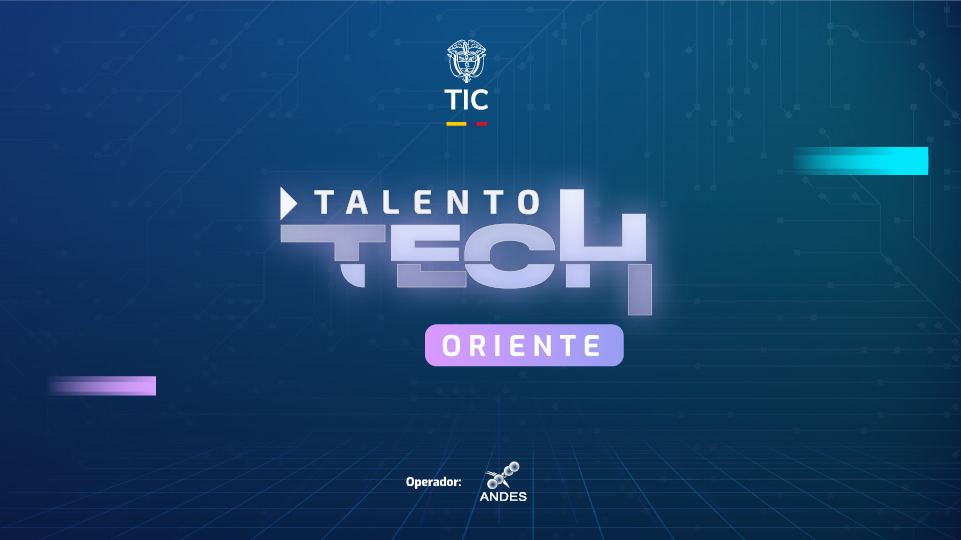 TIC
TALENTO
TECH
ORIENTE
Operador:
ANDES